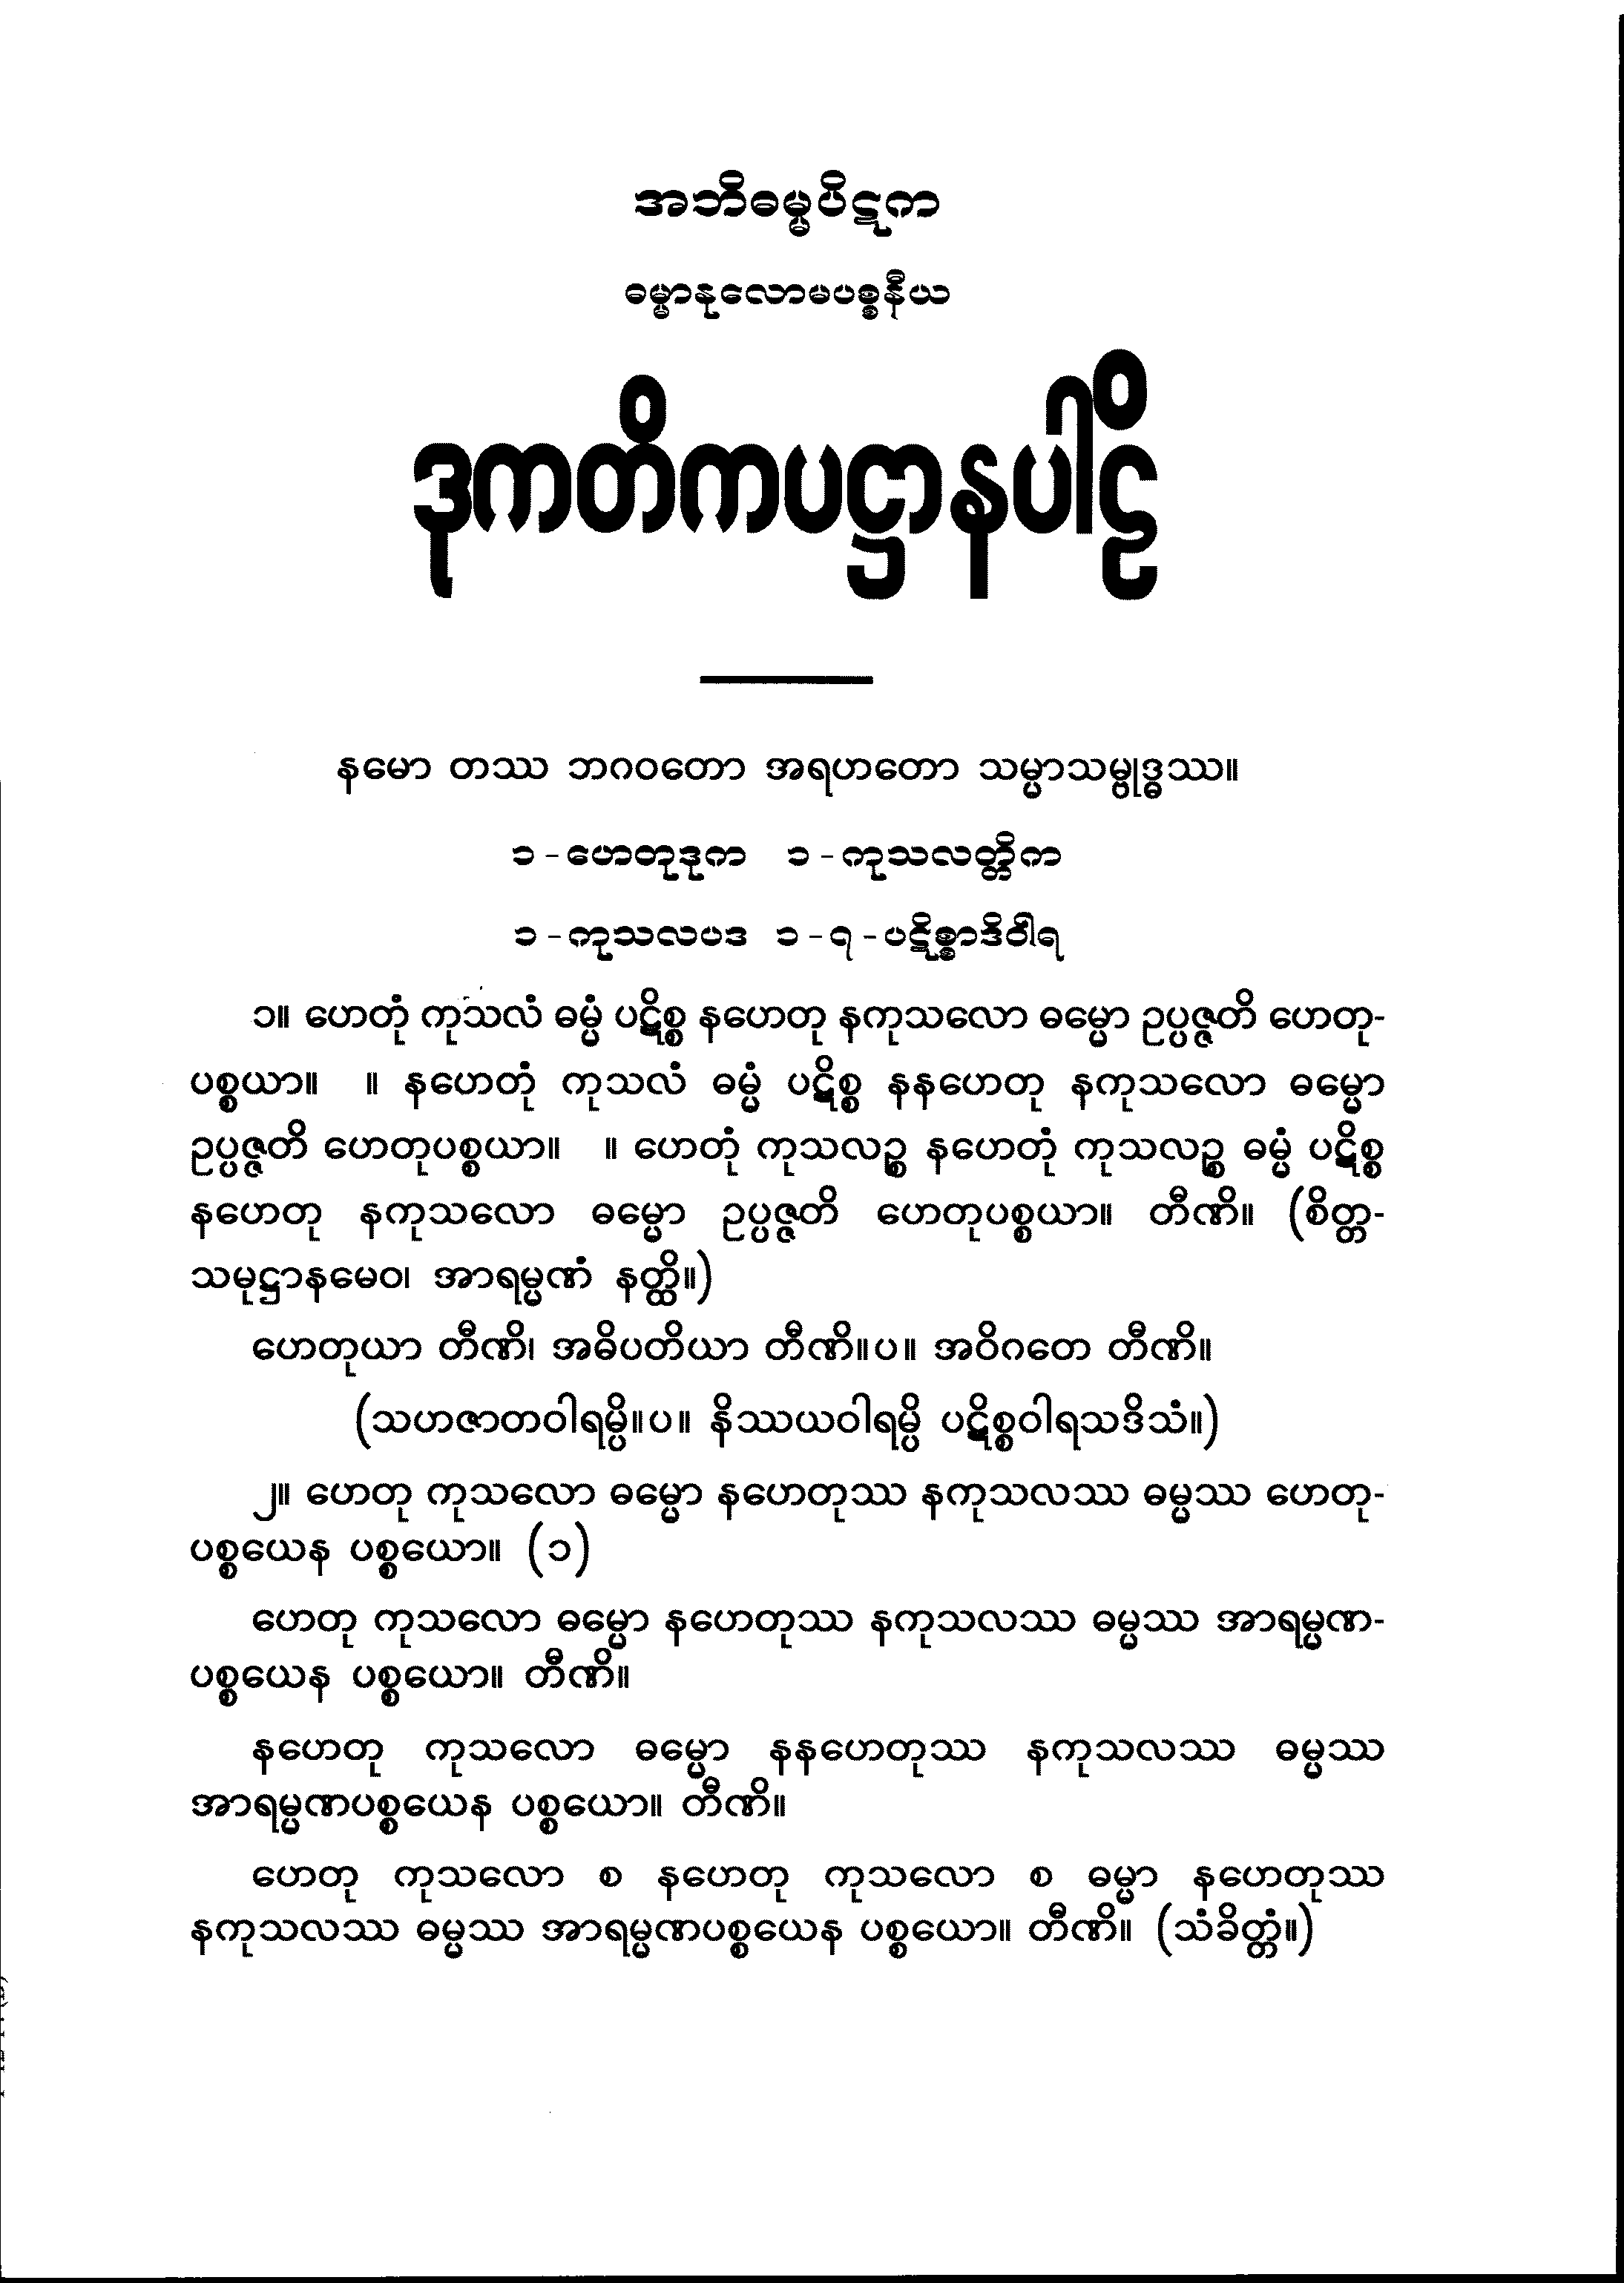 အဘိဓမ္မပိဋက
ဓမ္မာနုလောမပစ္စနီယ
ဒုကတိကပဋ္ဌာနပါဠိ
နမော တဿ ဘဂဝတော အရဟတော သမ္မာသမ္ဗုဒ္ဓဿ။
၁-ဟေတုဒုက ၁-ကုသလတ္တိက
၁-ကုသလပဒ ၁-၇-ပဋိစ္စာဒိဝါရ
၁။ ဟေတုံ ကုသလံ ဓမ္မံ ပဋိစ္စ နဟေတု နကုသလော ဓမ္မော ဥပ္ပဇ္ဇတိ ဟေတု-
ပစ္စယာ။ ။ နဟေတုံ ကုသလံ ဓမ္မံ ပဋိစ္စ နနဟေတု နကုသလော ဓမ္မော
ဥပ္ပဇ္ဇတိ ဟေတုပစ္စယာ။ ။ ဟေတုံ ကုသလဉ္စ နဟေတုံ ကုသလဉ္စ ဓမ္မံ ပဋိစ္စ
နဟေတု နကုသလော ဓမ္မော ဥပ္ပဇ္ဇတိ ဟေတုပစ္စယာ။ တီဏိ။ (စိတ္တ-
သမုဋ္ဌာနမေဝ၊ အာရမ္မဏံ နတ္ထိ။)
ဟေတုယာ တီဏိ၊ အဓိပတိယာ တီဏိ။ပ။ အဝိဂတေ တီဏိ။
(သဟဇာတဝါရမ္ပိ။ပ။ နိဿယဝါရမ္ပိ ပဋိစ္စဝါရသဒိသံ။)
၂။ ဟေတု ကုသလော ဓမ္မော နဟေတုဿ နကုသလဿ ဓမ္မဿ ဟေတု-
ပစ္စယေန ပစ္စယော။ (၁)
ဟေတု ကုသလော ဓမ္မော နဟေတုဿ နကုသလဿ ဓမ္မဿ အာရမ္မဏ-
ပစ္စယေန ပစ္စယော။ တီဏိ။
နဟေတု ကုသလော ဓမ္မော နနဟေတုဿ နကုသလဿ ဓမ္မဿ
အာရမ္မဏပစ္စယေန ပစ္စယော။ တီဏိ။
ဟေတု ကုသလော စ နဟေတု ကုသလော စ ဓမ္မာ နဟေတုဿ
နကုသလဿ ဓမ္မဿ အာရမ္မဏပစ္စယေန ပစ္စယော။ တီဏိ။ (သံခိတ္တံ။)